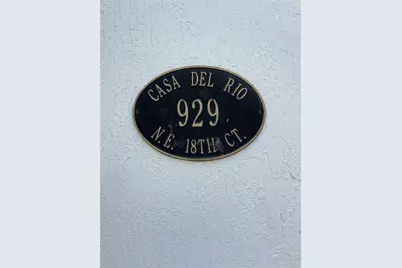 CASA DEL RIO
929
N.E. 18TH CT.